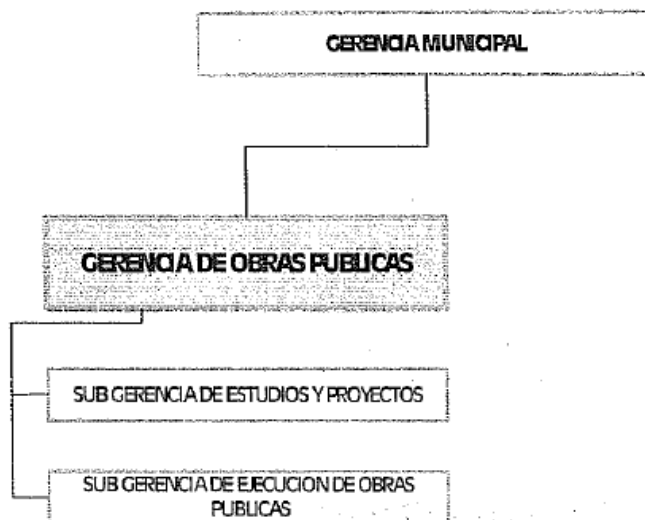 GERENCIA MUNICIPAL
GERENCIA DE OBRAS PUBLICAS
SUB GERENCIA DE ESTUDIOS Y PROYECTOS
SUB GERENCIA DE EJECUCION DE OBRAS
PUBLICAS